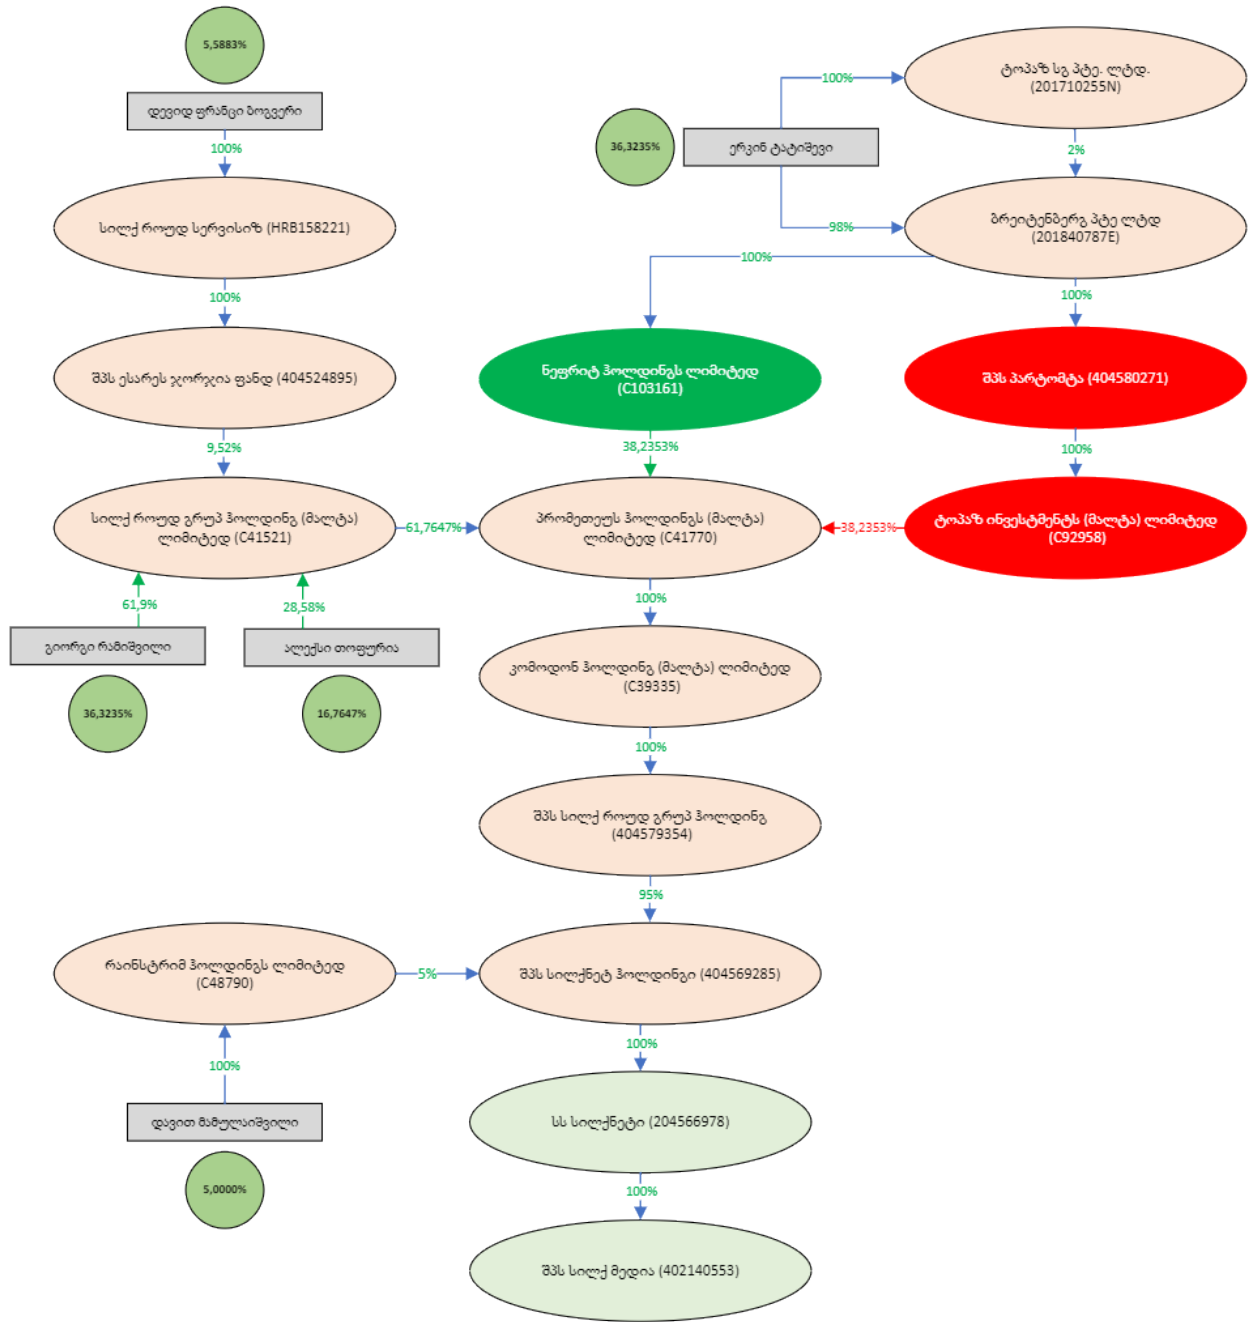 5,5883%
დევიდ ფრანცი ბოგვერი
100%
სილქ როუდ სერვისიზ (HRB158221)
100%
შპს ესარეს ჯორჯია ფანდ (404524895)
9,52%
სილქ როუდ გრუპ ჰოლდინგ (მალტა)
ლიმიტედ (C41521)
61,7647%
61,9%
28,58%
გიორგი რამიშვილი
ალექსი თოფურია
36,3235%
16,7647%
ტოპაზ სგ პტე. ლტდ.
(201710255N)
100%
36,3235%
ერკინ ტატიშევი
2%
98%
ბრეიტენბერგ პტე ლტდ
(201840787E)
100%
100%
ნეფრიტ ჰოლდინგს ლიმიტედ
(C103161)
შპს პარტომტა (404580271)
38,2353%
100%
პრომეთეუს ჰოლდინგს (მალტა)
ლიმიტედ (C41770)
38,2353%
ტოპაზ ინვესტმენტს (მალტა) ლიმიტედ
(C92958)
100%
კომოდონ ჰოლდინგ (მალტა) ლიმიტედ
(C39335)
100%
შპს სილქ როუდ გრუპ ჰოლდინგ
(404579354)
95%
რაინსტრიმ ჰოლდინგს ლიმიტედ
(C48790)
5%
შპს სილქნეტ ჰოლდინგი (404569285)
100%
100%
დავით მამულაიშვილი
5,0000%
სს სილქნეტი (204566978)
100%
შპს სილქ მედია (402140553)